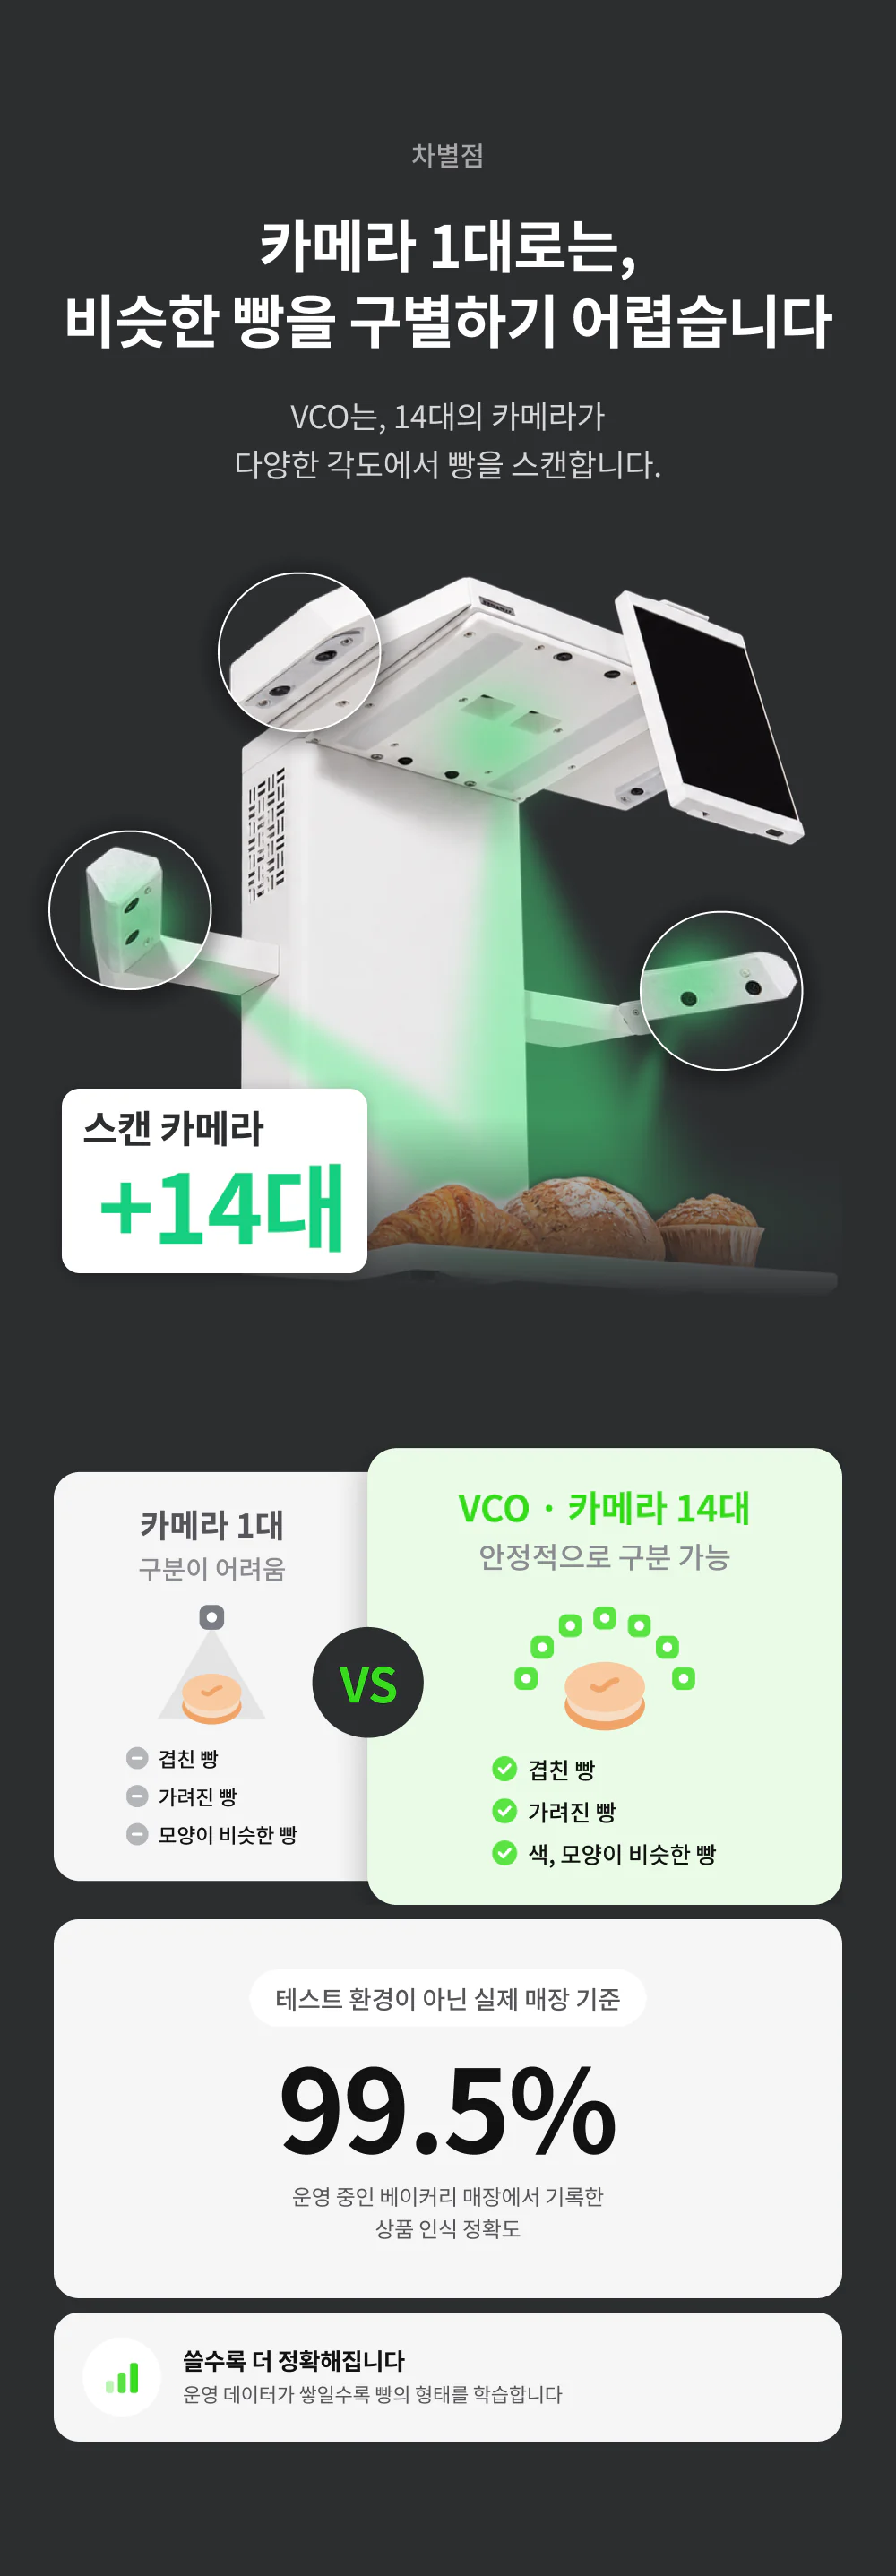 차별점
카메라 1대로는,
비슷한 빵을 구별하기 어렵습니다
VCO는, 14대의 카메라가
다양한 각도에서 빵을 스캔합니다.
스캔 카메라
+14대
카메라 1대
구분이 어려움
겹친 빵
가려진 빵
모양이 비슷한 빵
VS
VCO · 카메라 14대
안정적으로 구분 가능
겹친 빵
가려진 빵
색, 모양이 비슷한 빵
테스트 환경이 아닌 실제 매장 기준
99.5%
운영 중인 베이커리 매장에서 기록한
상품 인식 정확도
쓸수록 더 정확해집니다
운영 데이터가 쌓일수록 빵의 형태를 학습합니다